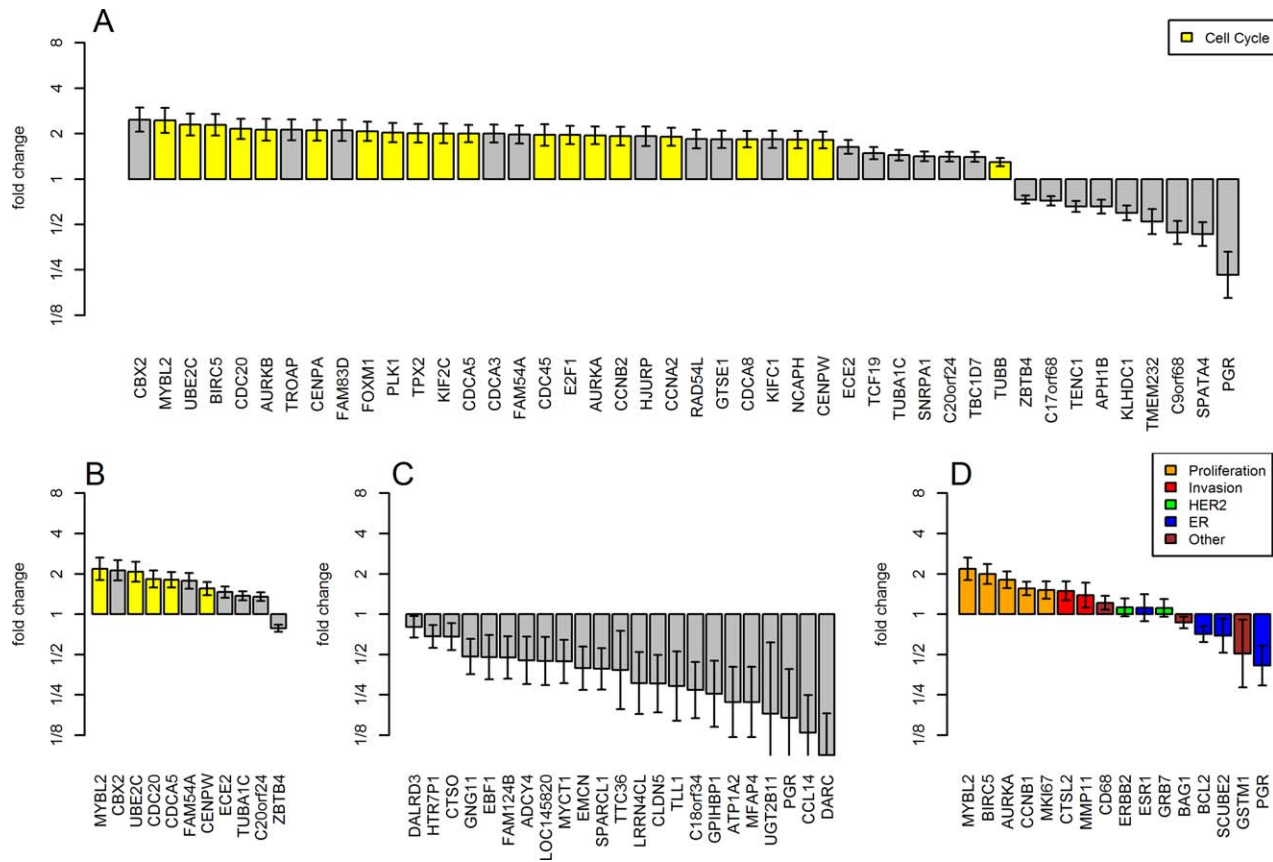 A
Cell Cycle
fold change
8
4
2
1
1/2
1/4
1/8
CBX2
MYBL2
UBE2C
BIRC5
CDC20
AURKB
TROAP
CENPA
FAM83D
FOXM1
PLK1
TPX2
KIF2C
CDCA5
CDCA3
FAM54A
CDC45
E2F1
AURKA
CCNB2
HJURP
CCNA2
RAD54L
GTSE1
CDCA8
KIFC1
NCAPH
CENPW
ECE2
TCF19
TUBA1C
SNRPA1
C20orf24
TBC1D7
TUBB
ZBTB4
C17orf68
TENC1
APH1B
KLHDC1
TMEM232
C9orf68
SPATA4
PGR
B
fold change
8
4
2
1
1/2
1/4
1/8
MYBL2
CBX2
UBE2C
CDC20
CDCA5
FAM54A
CENPW
ECE2
TUBA1C
C20orf24
ZBTB4
C
fold change
8
4
2
1
1/2
1/4
1/8
DALRD3
HTR7P1
CTSO
GNG11
EBF1
FAM124B
ADCY4
LOC145820
MYCT1
EMCN
SPARCL1
TTC36
LRRN4CL
CLDN5
TLL1
C18orf34
GPIHBP1
ATP1A2
MFAP4
UGT2B11
PGR
CCL14
DARC
D
Proliferation
Invasion
HER2
ER
Other
fold change
8
4
2
1
1/2
1/4
1/8
MYBL2
BIRC5
AURKA
CCNB1
MKI67
CTSL2
MMP11
CD68
ERBB2
ESR1
GRB7
BAG1
BCL2
SCUBE2
GSTM1
PGR